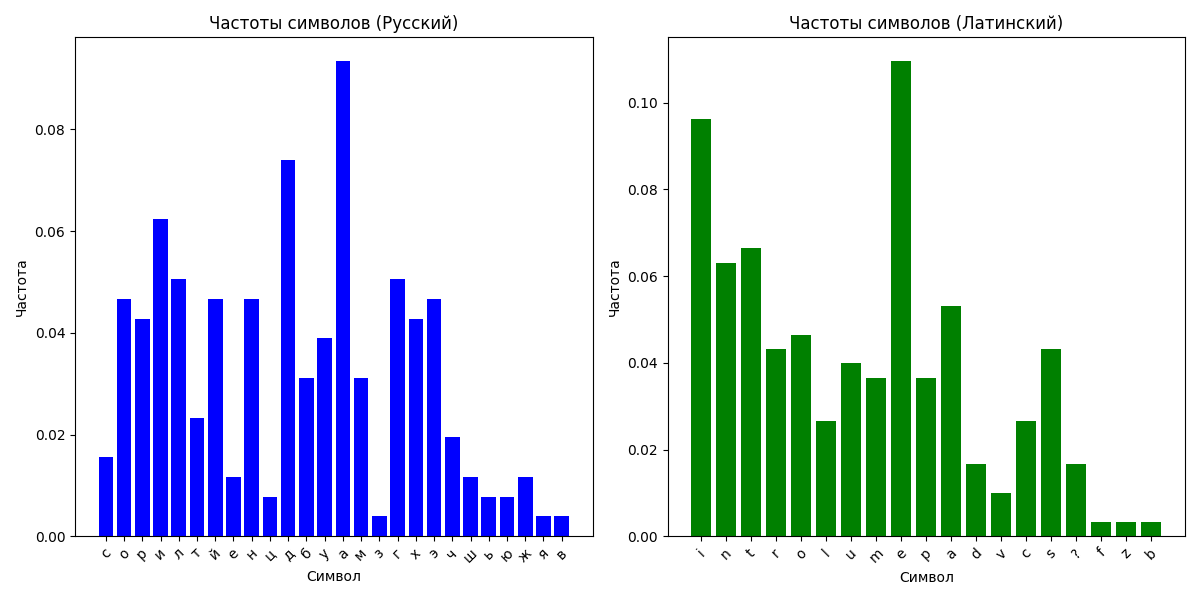 Частоты символов (Русский)
Частота
0.08
0.06
0.04
0.02
0.00
с о р и л т й е н ц д б у а м з г х э ч ш ь ю ж я в
Символ
Частоты символов (Латинский)
Частота
0.10
0.08
0.06
0.04
0.02
0.00
i n t r o l u m e p a d v c s ? f z b
Символ